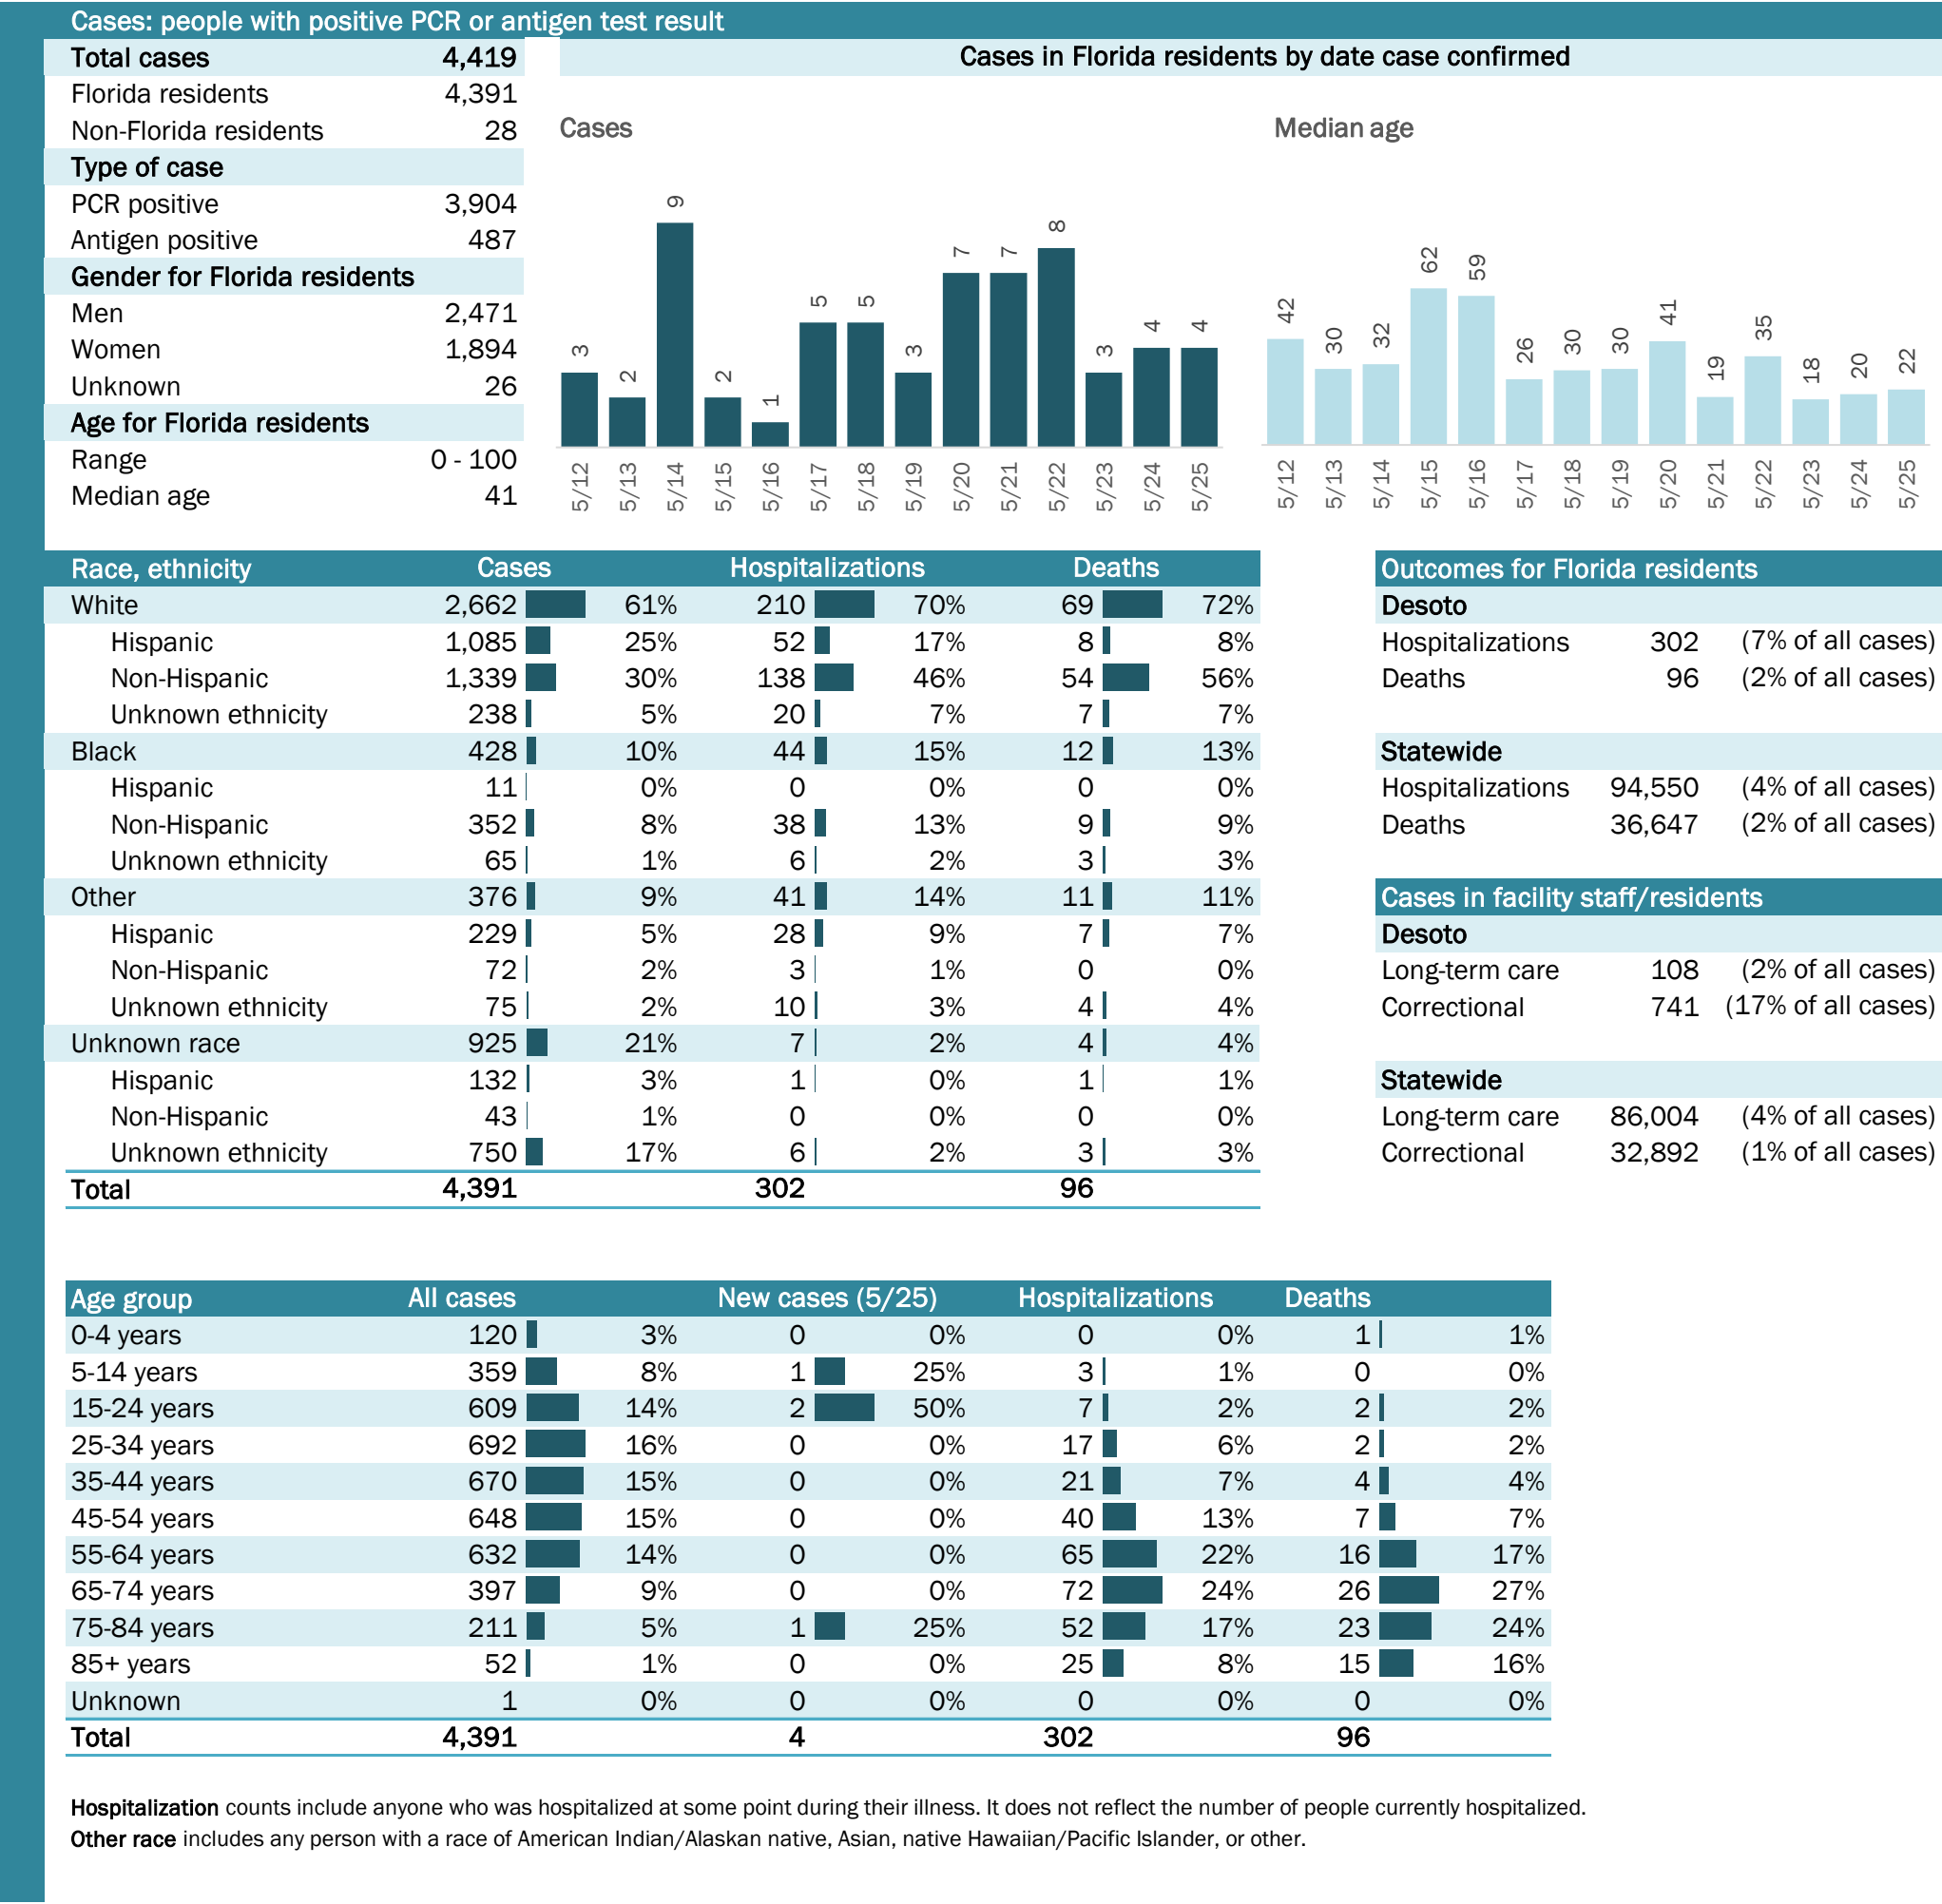 Cases: people with positive PCR or antigen test result
Total cases 4,419
Florida residents 4,391
Non-Florida residents 28
Type of case
PCR positive 3,904
Antigen positive 487
Gender for Florida residents
Men 2,471
Women 1,894
Unknown 26
Age for Florida residents
Range 0 - 100
Median age 41
Cases in Florida residents by date case confirmed
Cases
3 2 9 2 1 5 5 3 7 7 8 3 4 4
5/12 5/13 5/14 5/15 5/16 5/17 5/18 5/19 5/20 5/21 5/22 5/23 5/24 5/25
Median age
42 30 32 62 59 26 30 30 41 19 35 18 20 22
5/12 5/13 5/14 5/15 5/16 5/17 5/18 5/19 5/20 5/21 5/22 5/23 5/24 5/25
Race, ethnicity Cases Hospitalizations Deaths
White 2,662 61% 210 70% 69 72%
Hispanic 1,085 25% 52 17% 8 8%
Non-Hispanic 1,339 30% 138 46% 54 56%
Unknown ethnicity 238 5% 20 7% 7 7%
Black 428 10% 44 15% 12 13%
Hispanic 11 0% 0 0% 0 0%
Non-Hispanic 352 8% 38 13% 9 9%
Unknown ethnicity 65 1% 6 2% 3 3%
Other 376 9% 41 14% 11 11%
Hispanic 229 5% 28 9% 7 7%
Non-Hispanic 72 2% 3 1% 0 0%
Unknown ethnicity 75 2% 10 3% 4 4%
Unknown race 925 21% 7 2% 4 4%
Hispanic 132 3% 1 0% 1 1%
Non-Hispanic 43 1% 0 0% 0 0%
Unknown ethnicity 750 17% 6 2% 3 3%
Total 4,391 302 96
Outcomes for Florida residents
Desoto
Hospitalizations 302 (7% of all cases)
Deaths 96 (2% of all cases)
Statewide
Hospitalizations 94,550 (4% of all cases)
Deaths 36,647 (2% of all cases)
Cases in facility staff/residents
Desoto
Long-term care 108 (2% of all cases)
Correctional 741 (17% of all cases)
Statewide
Long-term care 86,004 (4% of all cases)
Correctional 32,892 (1% of all cases)
Age group All cases New cases (5/25) Hospitalizations Deaths
0-4 years 120 3% 0 0% 0 0% 1 1%
5-14 years 359 8% 1 25% 3 1% 0 0%
15-24 years 609 14% 2 50% 7 2% 2 2%
25-34 years 692 16% 0 0% 17 6% 2 2%
35-44 years 670 15% 0 0% 21 7% 4 4%
45-54 years 648 15% 0 0% 40 13% 7 7%
55-64 years 632 14% 0 0% 65 22% 16 17%
65-74 years 397 9% 0 0% 72 24% 26 27%
75-84 years 211 5% 1 25% 52 17% 23 24%
85+ years 52 1% 0 0% 25 8% 15 16%
Unknown 1 0% 0 0% 0 0% 0 0%
Total 4,391 4 302 96
Hospitalization counts include anyone who was hospitalized at some point during their illness. It does not reflect the number of people currently hospitalized.
Other race includes any person with a race of American Indian/Alaskan native, Asian, native Hawaiian/Pacific Islander, or other.